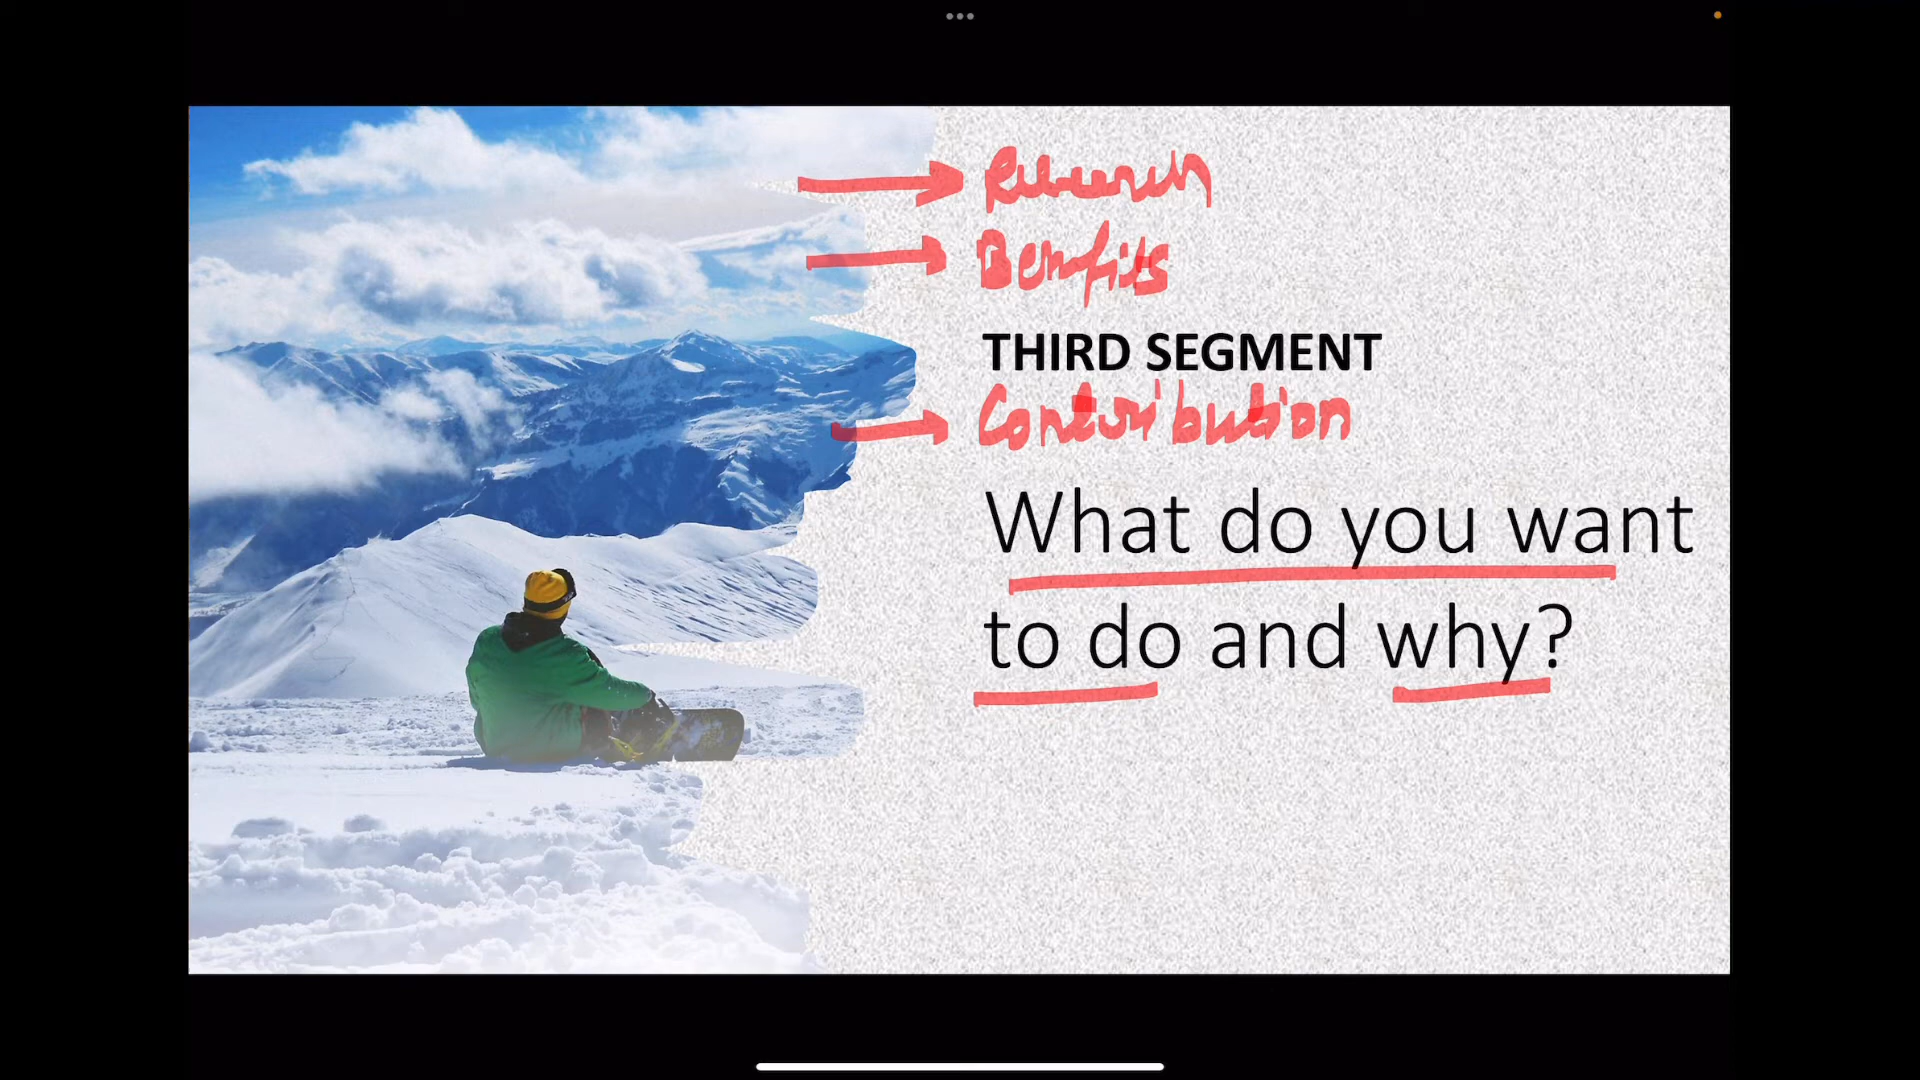 Research
Benefits
THIRD SEGMENT
Contribution
What do you want
to do and why?